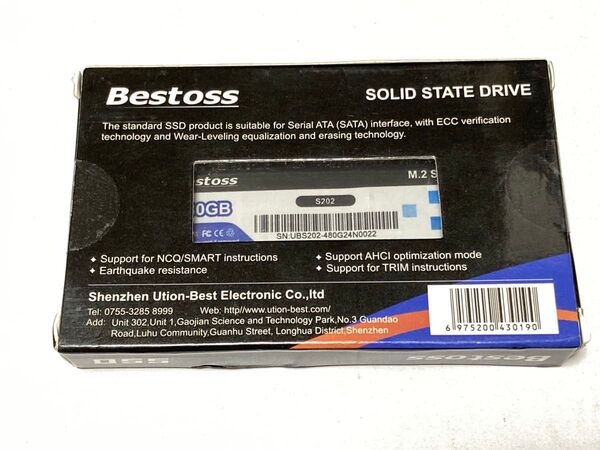 Bestoss
SOLID STATE DRIVE
The standard SSD product is suitable for Serial ATA (SATA) interface, with ECC verification
technology and Wear-Leveling equalization and erasing technology.
stoss
M.2 S
0GB
S202
FC CE
SN:UBS202-480G24N0022
Support for NCQ/SMART instructions
Support AHCI optimization mode
Earthquake resistance
Support for TRIM instructions
Shenzhen Ution-Best Electronic Co.,ltd
Tel: 0755-3285 8999
Web: http//www.ution-best.com/
Add: Unit 302,Unit 1,Gaojian Science and Technology Park,No.3 Guandao
Road,Luhu Community,Guanhu Street, Longhua District,Shenzhen
6 975200 430190
SSD
Bestoss